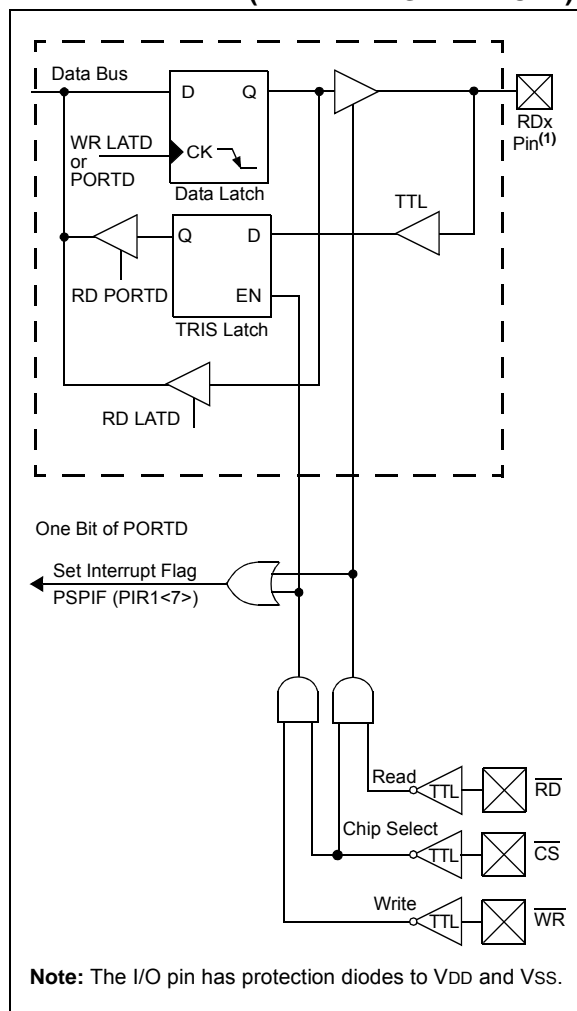 Data Bus
D Q
WR LATD
or
PORTD
CK
Data Latch
RDx
Pin(1)
TTL
Q D
RD PORTD
EN
TRIS Latch
RD LATD
One Bit of PORTD
Set Interrupt Flag
PSPIF (PIR1<7>)
Read
TTL
RD
Chip Select
TTL
CS
Write
TTL
WR
Note: The I/O pin has protection diodes to VDD and VSS.